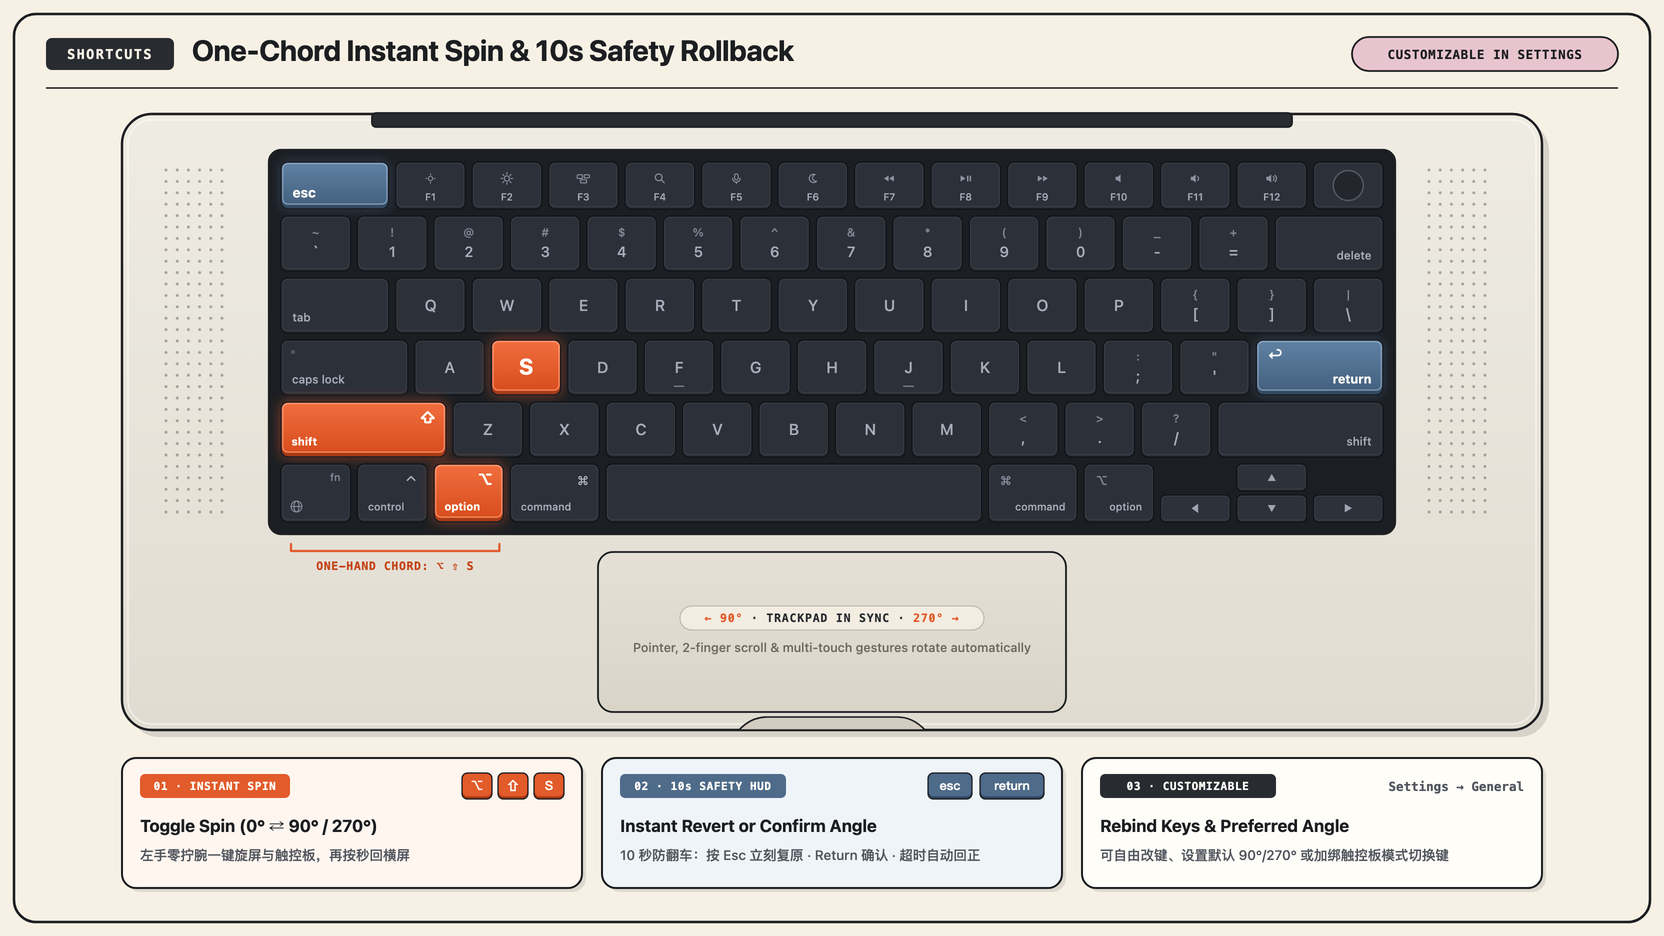 SHORTCUTS
One-Chord Instant Spin & 10s Safety Rollback
CUSTOMIZABLE IN SETTINGS
esc
F1
F2
F3
F4
F5
F6
F7
F8
F9
F10
F11
F12
~ `
! 1
@ 2
# 3
$ 4
% 5
^ 6
& 7
* 8
( 9
) 0
_ -
+ =
delete
tab
Q
W
E
R
T
Y
U
I
O
P
{ [
} ]
| \
caps lock
A
S
D
F
G
H
J
K
L
: ;
" '
↩ return
⇧ shift
Z
X
C
V
B
N
M
< ,
> .
? /
shift
fn
⌃ control
⌥ option
⌘ command
⌘ command
⌥ option
▲
◀
▼
▶
ONE-HAND CHORD: ⌥ ⇧ S
← 90° · TRACKPAD IN SYNC · 270° →
Pointer, 2-finger scroll & multi-touch gestures rotate automatically
01 · INSTANT SPIN
⌥ ⇧ S
Toggle Spin (0° ⇄ 90° / 270°)
左手零拧腕一键旋屏与触控板，再按秒回横屏
02 · 10s SAFETY HUD
esc return
Instant Revert or Confirm Angle
10 秒防翻车：按 Esc 立刻复原 · Return 确认 · 超时自动回正
03 · CUSTOMIZABLE
Settings → General
Rebind Keys & Preferred Angle
可自由改键、设置默认 90°/270° 或加绑触控板模式切换键